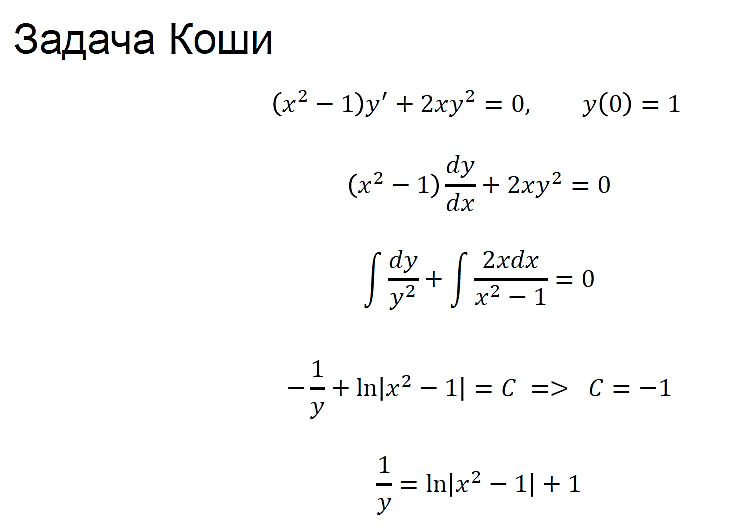 Задача Коши
(x² − 1)y′ + 2xy² = 0, y(0) = 1
(x² − 1) dy/dx + 2xy² = 0
∫ dy/y² + ∫ 2xdx/(x² − 1) = 0
−1/y + ln|x² − 1| = C => C = −1
1/y = ln|x² − 1| + 1